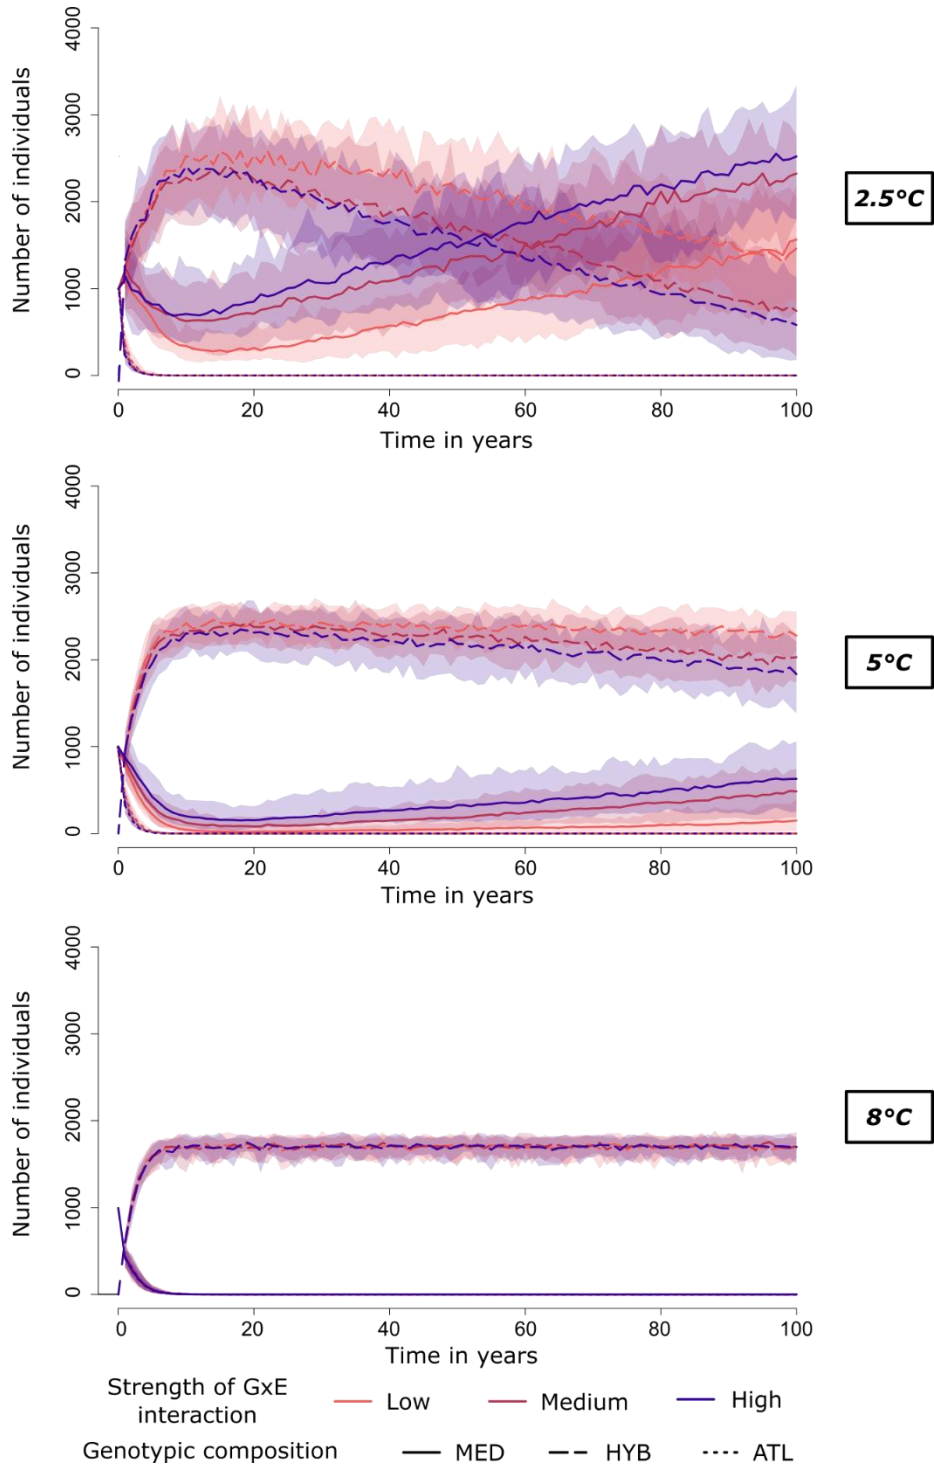 4000
3000
2000
1000
0
Number of individuals
0 20 40 60 80 100
Time in years
2.5°C
4000
3000
2000
1000
0
Number of individuals
0 20 40 60 80 100
Time in years
5°C
4000
3000
2000
1000
0
Number of individuals
0 20 40 60 80 100
Time in years
8°C
Strength of GxE
interaction
Low Medium High
Genotypic composition MED HYB ATL